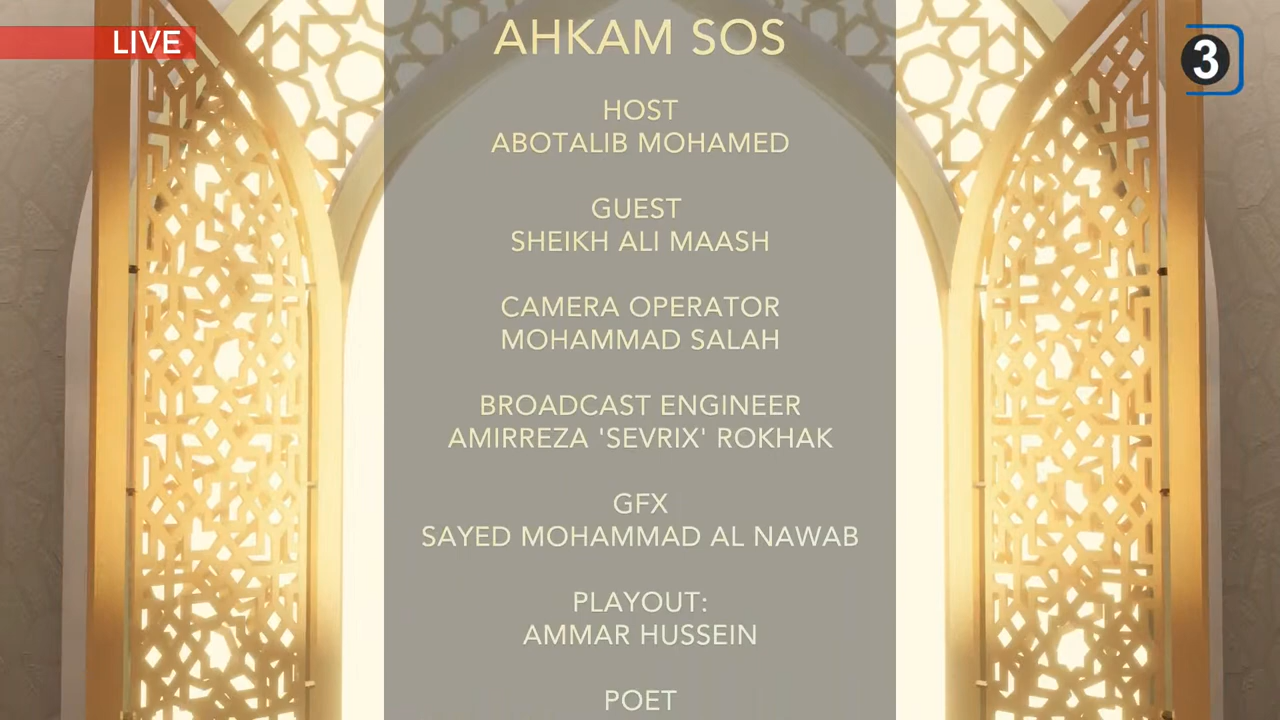 LIVE
3
AHKAM SOS
HOST
ABOTALIB MOHAMED
GUEST
SHEIKH ALI MAASH
CAMERA OPERATOR
MOHAMMAD SALAH
BROADCAST ENGINEER
AMIRREZA 'SEVRIX' ROKHAK
GFX
SAYED MOHAMMAD AL NAWAB
PLAYOUT:
AMMAR HUSSEIN
POET